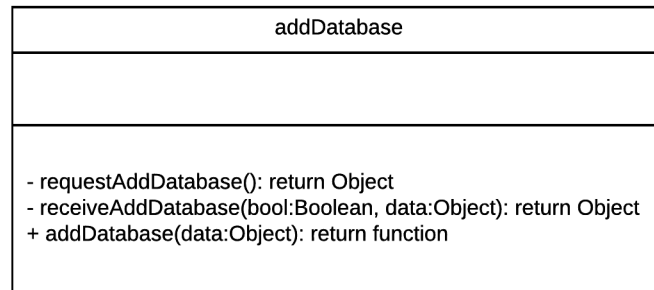 addDatabase
- requestAddDatabase(): return Object
- receiveAddDatabase(bool:Boolean, data:Object): return Object
+ addDatabase(data:Object): return function